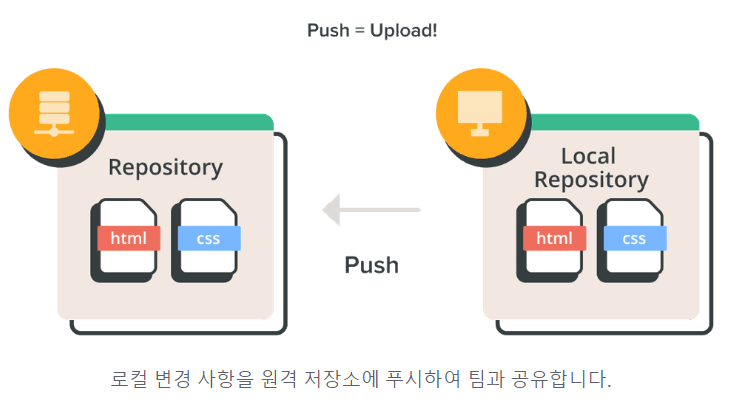 Push = Upload!
Repository
html
css
Push
Local
Repository
html
css
로컬 변경 사항을 원격 저장소에 푸시하여 팀과 공유합니다.